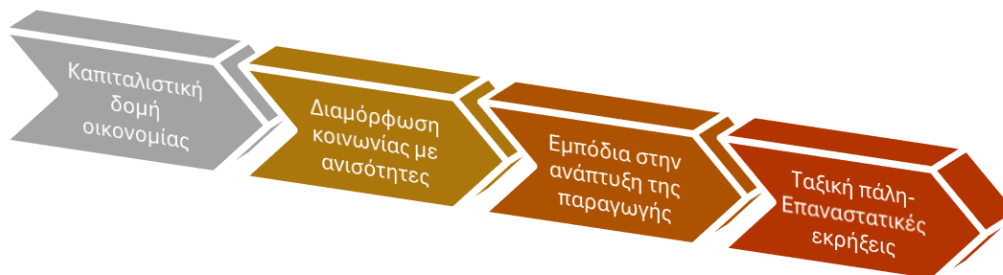 Καπιταλιστική
δομή
οικονομίας
Διαμόρφωση
κοινωνίας με
ανισότητες
Εμπόδια στην
ανάπτυξη της
παραγωγής
Ταξική πάλη-
Επαναστατικές
εκρήξεις